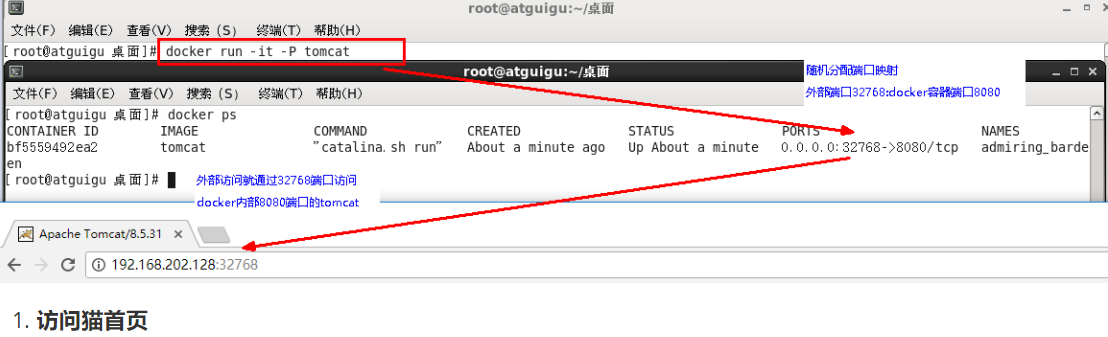 root@atguigu:~/桌面
文件(F) 编辑(E) 查看(V) 搜索 (S) 终端(T) 帮助(H)
[root@atguigu 桌面]# docker run -it -P tomcat
root@atguigu:~/桌面
文件(F) 编辑(E) 查看(V) 搜索 (S) 终端(T) 帮助(H)
随机分配端口映射
外部端口32768:docker容器端口8080
[root@atguigu 桌面]# docker ps
CONTAINER ID IMAGE COMMAND CREATED STATUS PORTS NAMES
bf5559492ea2 tomcat "catalina.sh run" About a minute ago Up About a minute 0.0.0.0:32768->8080/tcp admiring_barde
en
[root@atguigu 桌面]#
外部访问就通过32768端口访问
docker内部8080端口的tomcat
Apache Tomcat/8.5.31
192.168.202.128:32768
1. 访问猫首页